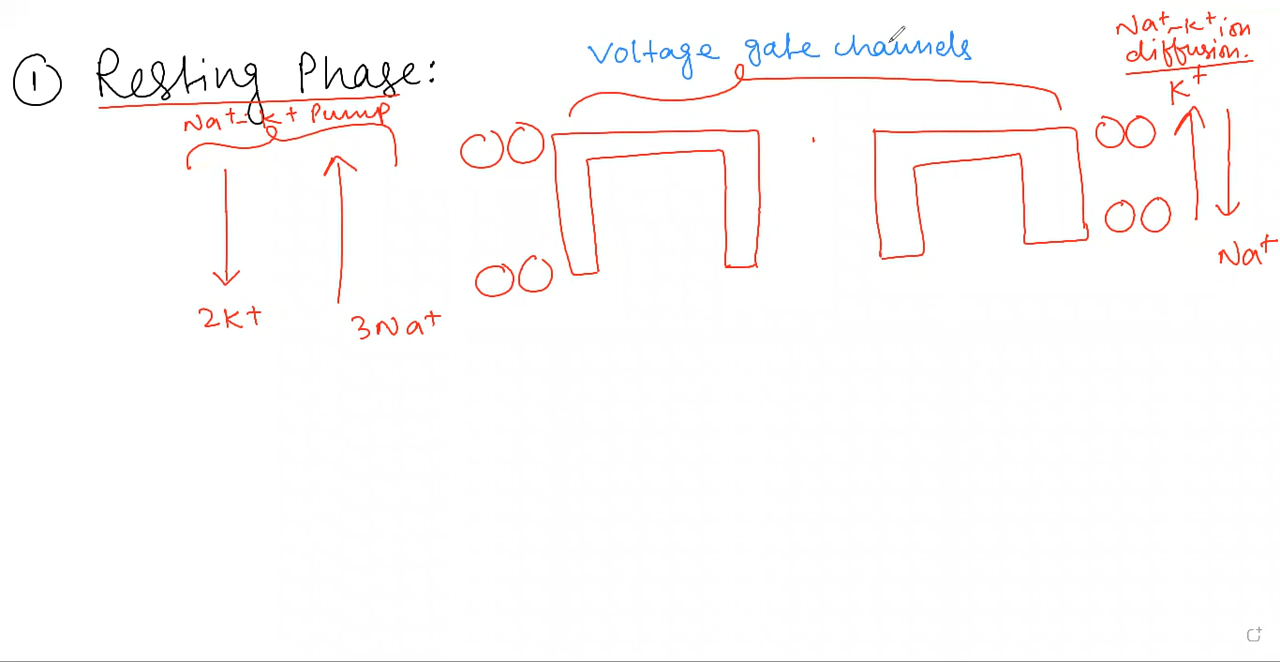 ① Resting Phase:
Na+-K+ Pump
2K+
3Na+
Voltage gate channels
Na+-K+ ion
diffusion.
K+
Na+